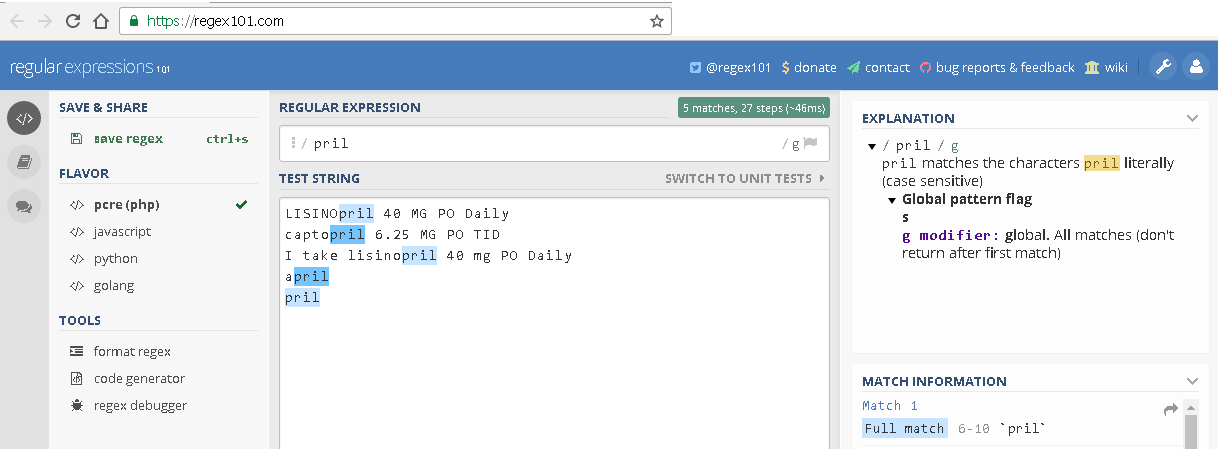 https://regex101.com
regular expressions 101
@regex101 donate contact bug reports & feedback wiki
SAVE & SHARE
save regex ctrl+s
FLAVOR
pcre (php)
javascript
python
golang
TOOLS
format regex
code generator
regex debugger
REGULAR EXPRESSION 5 matches, 27 steps (~46ms)
/ pril / g
TEST STRING SWITCH TO UNIT TESTS
LISINOpril 40 MG PO Daily
captopril 6.25 MG PO TID
I take lisinopril 40 mg PO Daily
april
pril
EXPLANATION
/ pril / g
pril matches the characters pril literally
(case sensitive)
Global pattern flag
s
g modifier: global. All matches (don't
return after first match)
MATCH INFORMATION
Match 1
Full match 6-10 `pril`